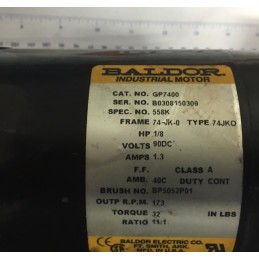 BALDOR
INDUSTRIAL MOTOR
CAT. NO. GP7400
SER. NO. B0308150309
SPEC. NO. 558K
FRAME 74-JK-0 TYPE 74JKO
HP 1/8
VOLTS 90DC
AMPS 1.3
F.F. CLASS A
AMB. 40C DUTY CONT
BRUSH NO. BP5052P01
OUTP R.P.M. 173
TORQUE 32 IN LBS
RATIO
BALDOR ELECTRIC CO.
FT. SMITH, ARK.